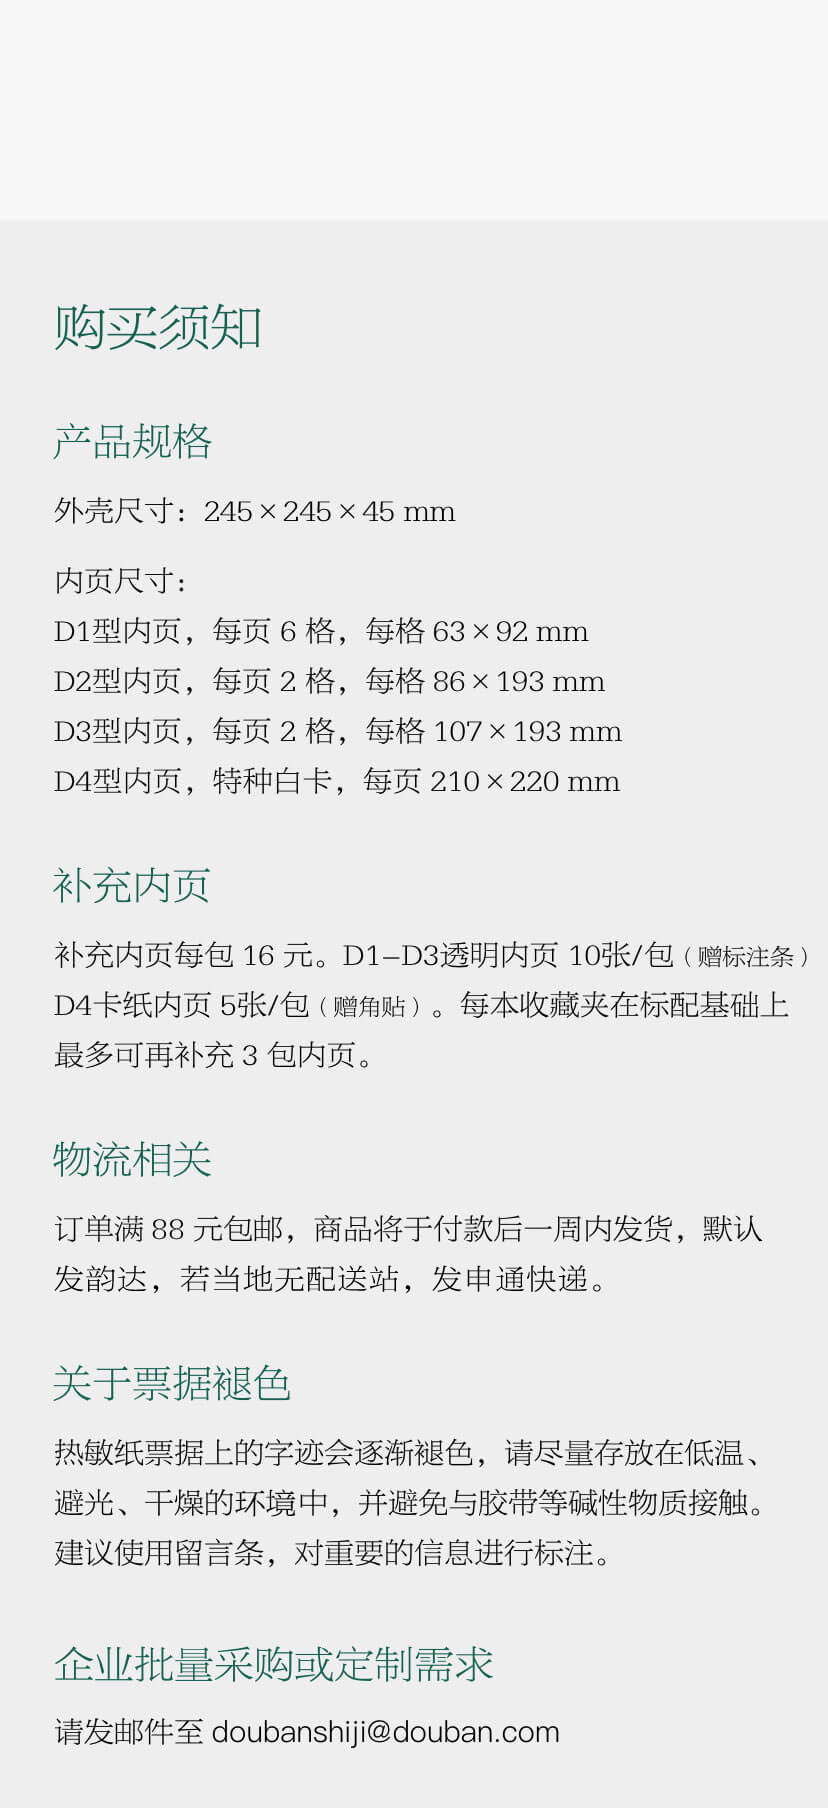 购买须知
产品规格
外壳尺寸：245×245×45 mm
内页尺寸：
D1型内页，每页 6 格，每格 63×92 mm
D2型内页，每页 2 格，每格 86×193 mm
D3型内页，每页 2 格，每格 107×193 mm
D4型内页，特种白卡，每页 210×220 mm
补充内页
补充内页每包 16 元。D1–D3透明内页 10张/包（赠标注条）
D4卡纸内页 5张/包（赠角贴）。每本收藏夹在标配基础上
最多可再补充 3 包内页。
物流相关
订单满 88 元包邮，商品将于付款后一周内发货，默认
发韵达，若当地无配送站，发申通快递。
关于票据褪色
热敏纸票据上的字迹会逐渐褪色，请尽量存放在低温、
避光、干燥的环境中，并避免与胶带等碱性物质接触。
建议使用留言条，对重要的信息进行标注。
企业批量采购或定制需求
请发邮件至 doubanshiji@douban.com